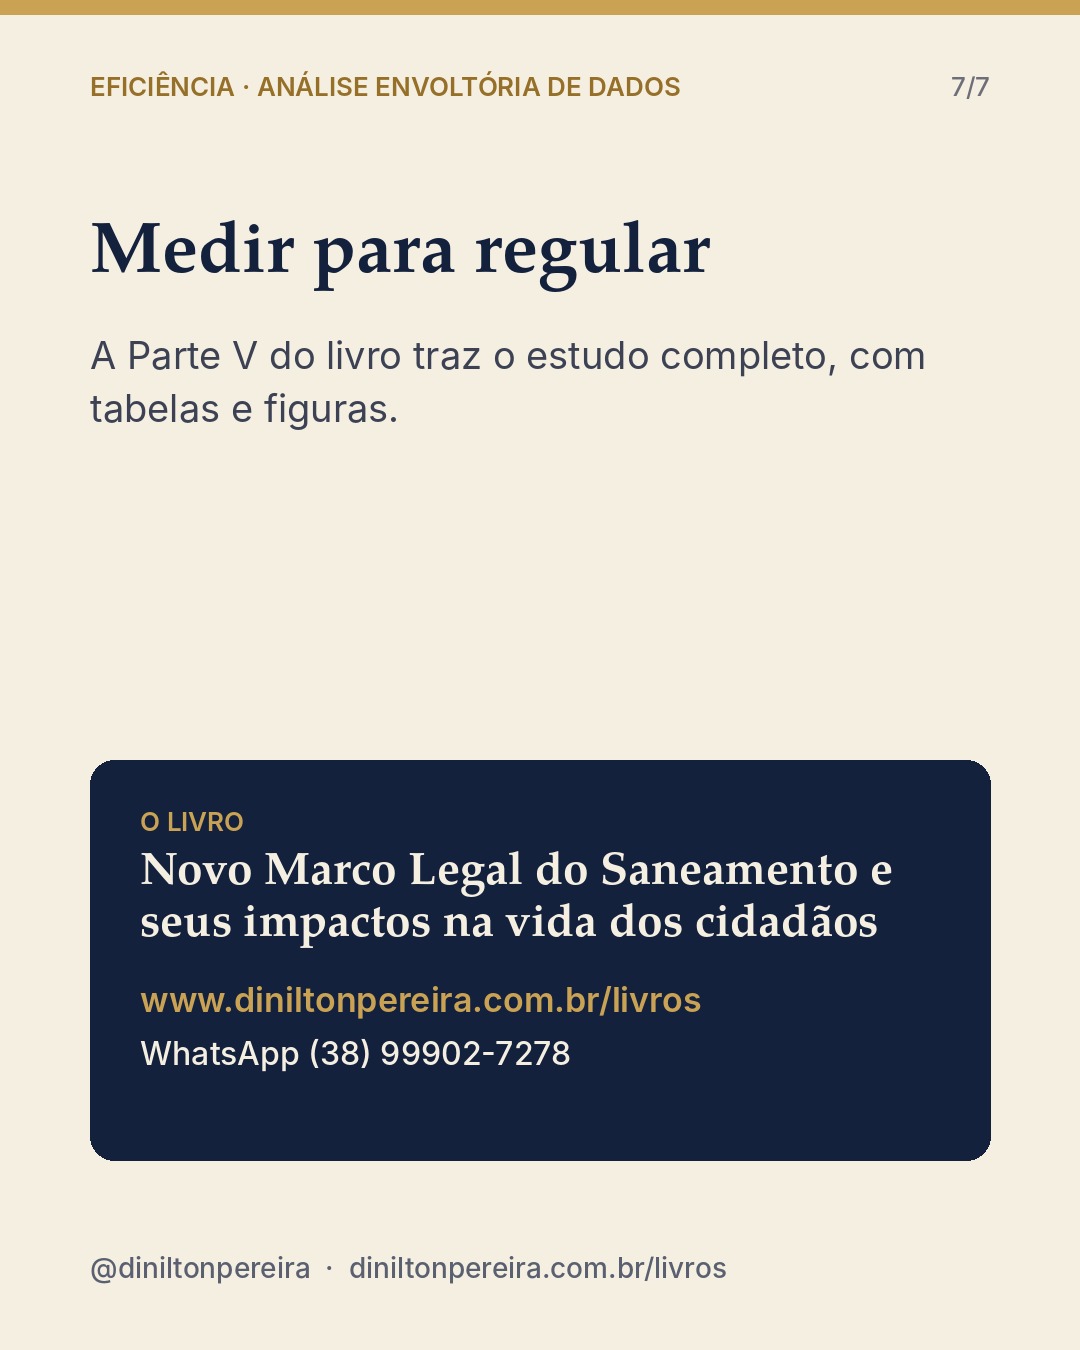 EFICIÊNCIA · ANÁLISE ENVOLTÓRIA DE DADOS
7/7
Medir para regular
A Parte V do livro traz o estudo completo, com
tabelas e figuras.
O LIVRO
Novo Marco Legal do Saneamento e
seus impactos na vida dos cidadãos
www.diniltonpereira.com.br/livros
WhatsApp (38) 99902-7278
@diniltonpereira · diniltonpereira.com.br/livros